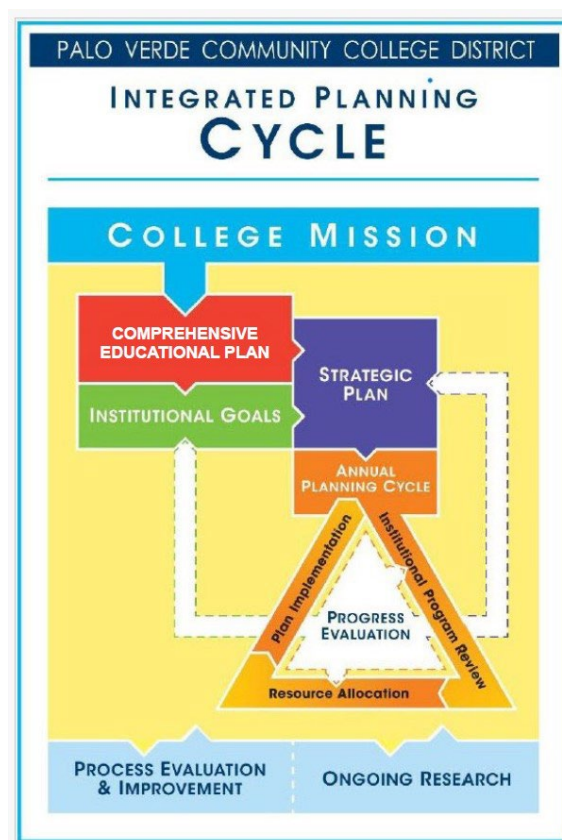 PALO VERDE COMMUNITY COLLEGE DISTRICT
INTEGRATED PLANNING
CYCLE
COLLEGE MISSION
COMPREHENSIVE
EDUCATIONAL PLAN
INSTITUTIONAL GOALS
STRATEGIC
PLAN
ANNUAL
PLANNING CYCLE
Plan Implementation
Institutional Program Review
PROGRESS
EVALUATION
Resource Allocation
PROCESS EVALUATION
& IMPROVEMENT
ONGOING RESEARCH